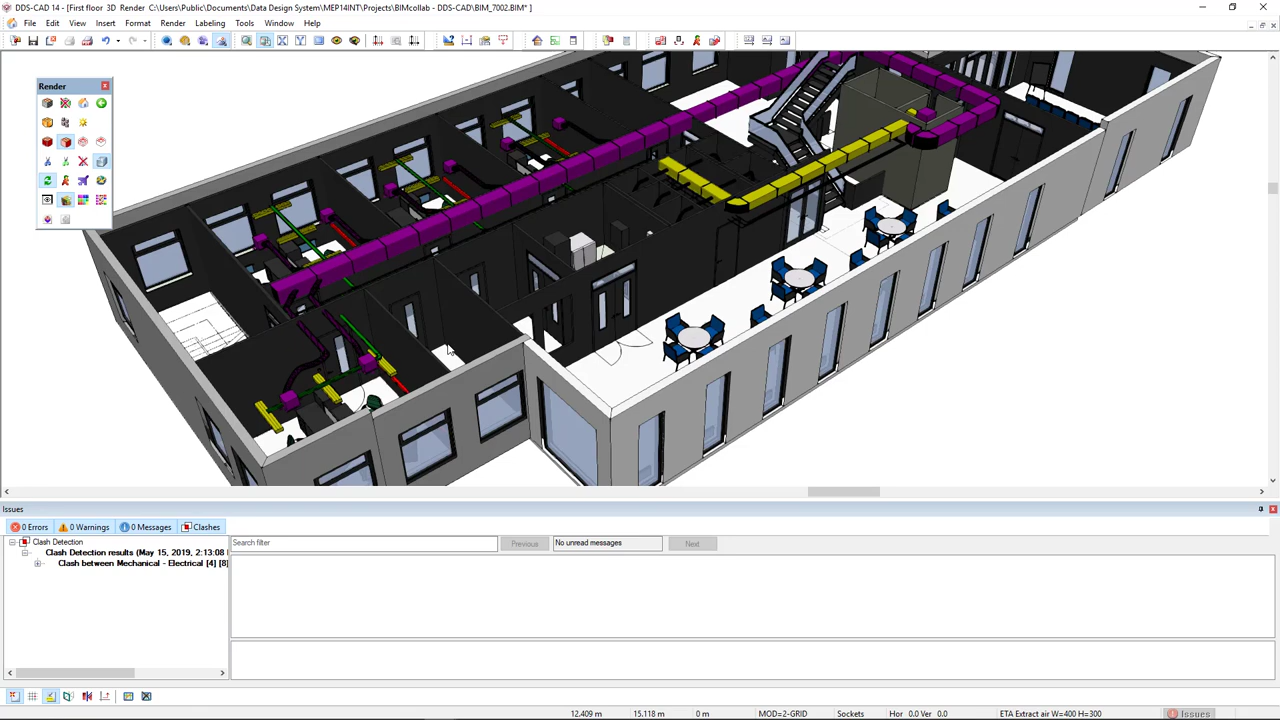 DDS-CAD 14 - [First floor  3D  Render  C:\Users\Public\Documents\Data Design System\MEP14INT\Projects\BIMcollab - DDS-CAD\BIM_7002.BIM* ]
File Edit View Insert Format Render Labeling Tools Window Help
Render
Issues
0 Errors 0 Warnings 0 Messages Clashes
Clash Detection
Search filter
Previous
No unread messages
Next
Clash Detection results (May 15, 2019, 2:13:08
Clash between Mechanical - Electrical [4] [8]
12.409 m 15.118 m 0 m MOD=2-GRID Sockets Hor 0.0 Ver 0.0 ETA Extract air W=400 H=300 Issues